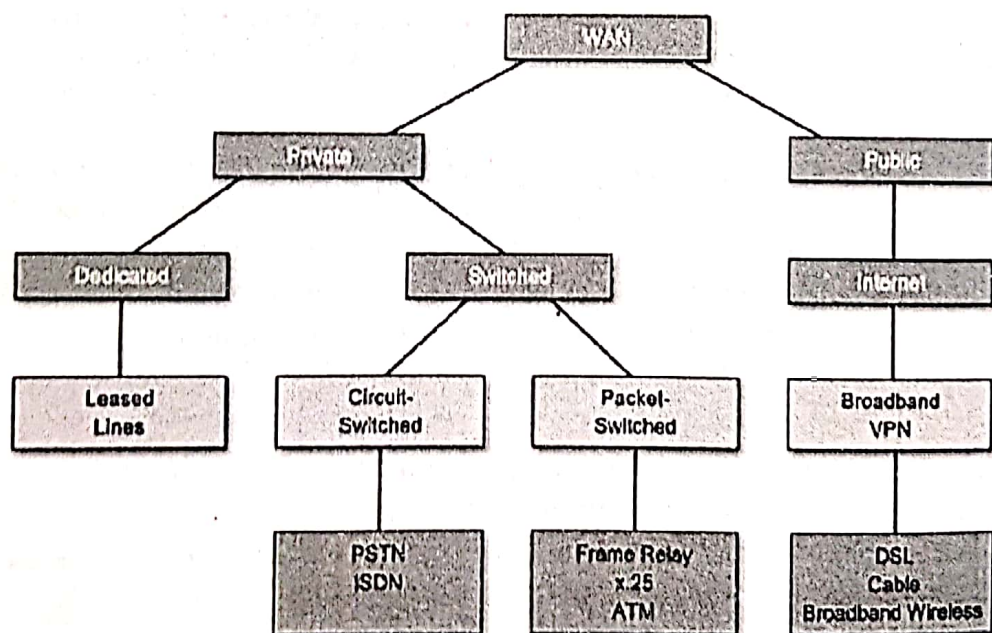 WAN
Private
Public
Dedicated
Switched
Internet
Leased
Lines
Circuit-
Switched
Packet-
Switched
Broadband
VPN
PSTN
ISDN
Frame Relay
x.25
ATM
DSL
Cable
Broadband Wireless